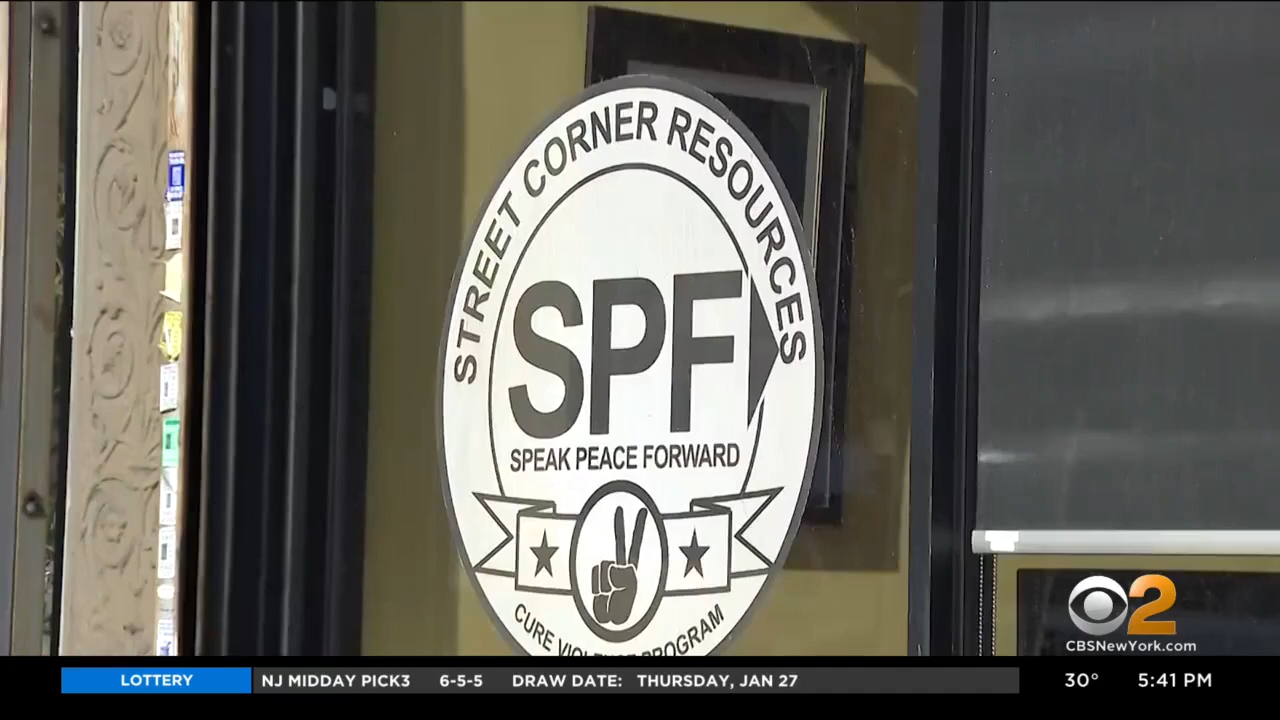 STREET CORNER RESOURCES
SPF
SPEAK PEACE FORWARD
CURE VIOLENCE PROGRAM
2
CBSNewYork.com
LOTTERY NJ MIDDAY PICK3 6-5-5 DRAW DATE: THURSDAY, JAN 27 30° 5:41 PM